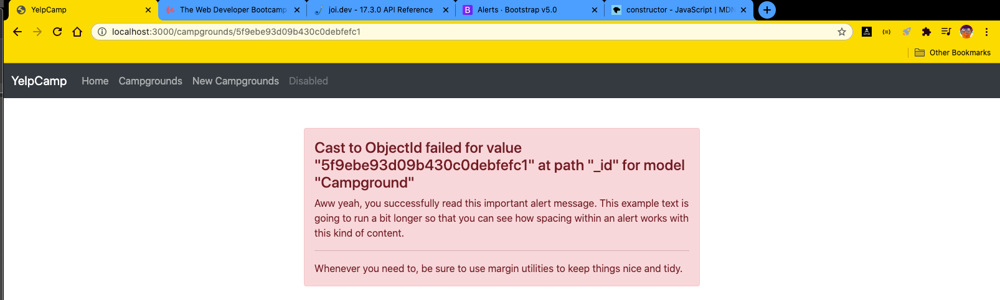 YelpCamp
The Web Developer Bootcamp
joi.dev - 17.3.0 API Reference
Alerts · Bootstrap v5.0
constructor - JavaScript | MDN
localhost:3000/campgrounds/5f9ebe93d09b430c0debfefc1
Other Bookmarks
YelpCamp Home Campgrounds New Campgrounds Disabled
Cast to ObjectId failed for value
"5f9ebe93d09b430c0debfefc1" at path "_id" for model
"Campground"
Aww yeah, you successfully read this important alert message. This example text is
going to run a bit longer so that you can see how spacing within an alert works with
this kind of content.
Whenever you need to, be sure to use margin utilities to keep things nice and tidy.